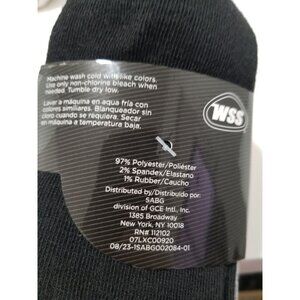 Machine wash cold with like colors.
Use only non-chlorine bleach when
needed. Tumble dry low.
Lavar a máquina en agua fría con
colores similares. Blanqueador sin
cloro cuando se requiera. Secar
en máquina a temperatura baja.
WSS
97% Polyester/Poliéster
2% Spandex/Elastano
1% Rubber/Caucho
Distributed by/Distribuido por:
SABG
division of GCE Intl., Inc.
1385 Broadway
New York, NY 10018
RN# 112102
07LXC00920
08/23-1SABG002084-01